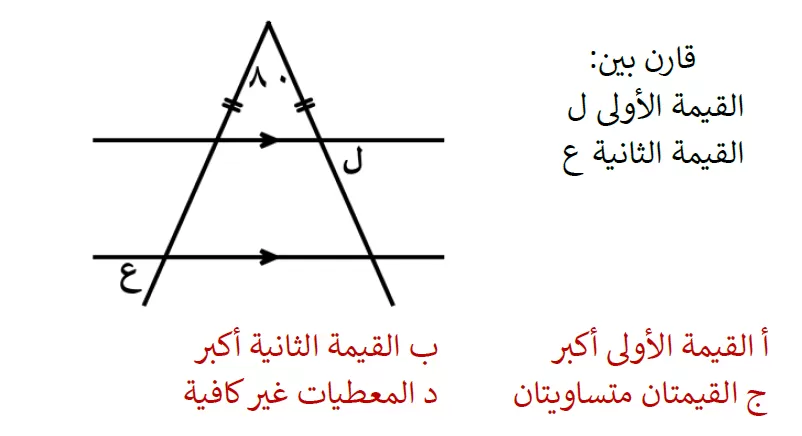 قارن بين:
القيمة الأولى ل
القيمة الثانية ع
٨٠
ل
ع
أ القيمة الأولى أكبر
ب القيمة الثانية أكبر
ج القيمتان متساويتان
د المعطيات غير كافية